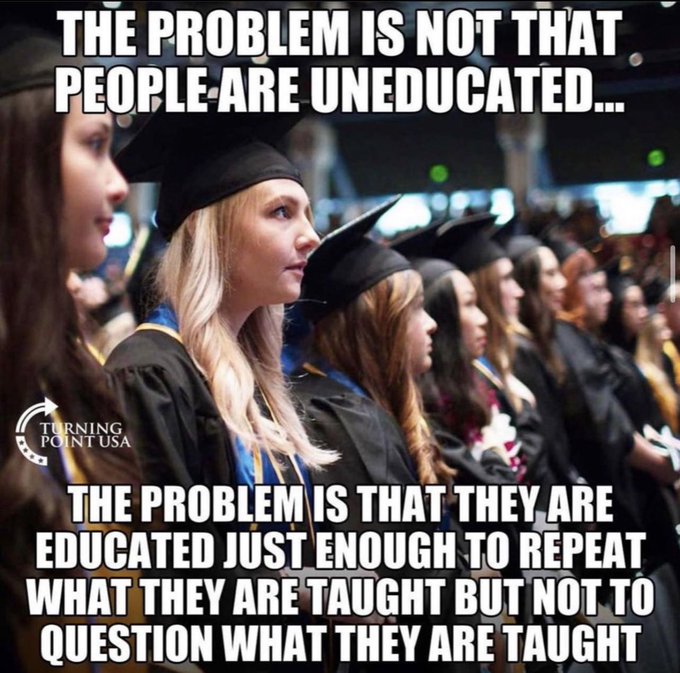 THE PROBLEM IS NOT THAT
PEOPLE ARE UNEDUCATED...
TURNING
POINT USA
THE PROBLEM IS THAT THEY ARE
EDUCATED JUST ENOUGH TO REPEAT
WHAT THEY ARE TAUGHT BUT NOT TO
QUESTION WHAT THEY ARE TAUGHT